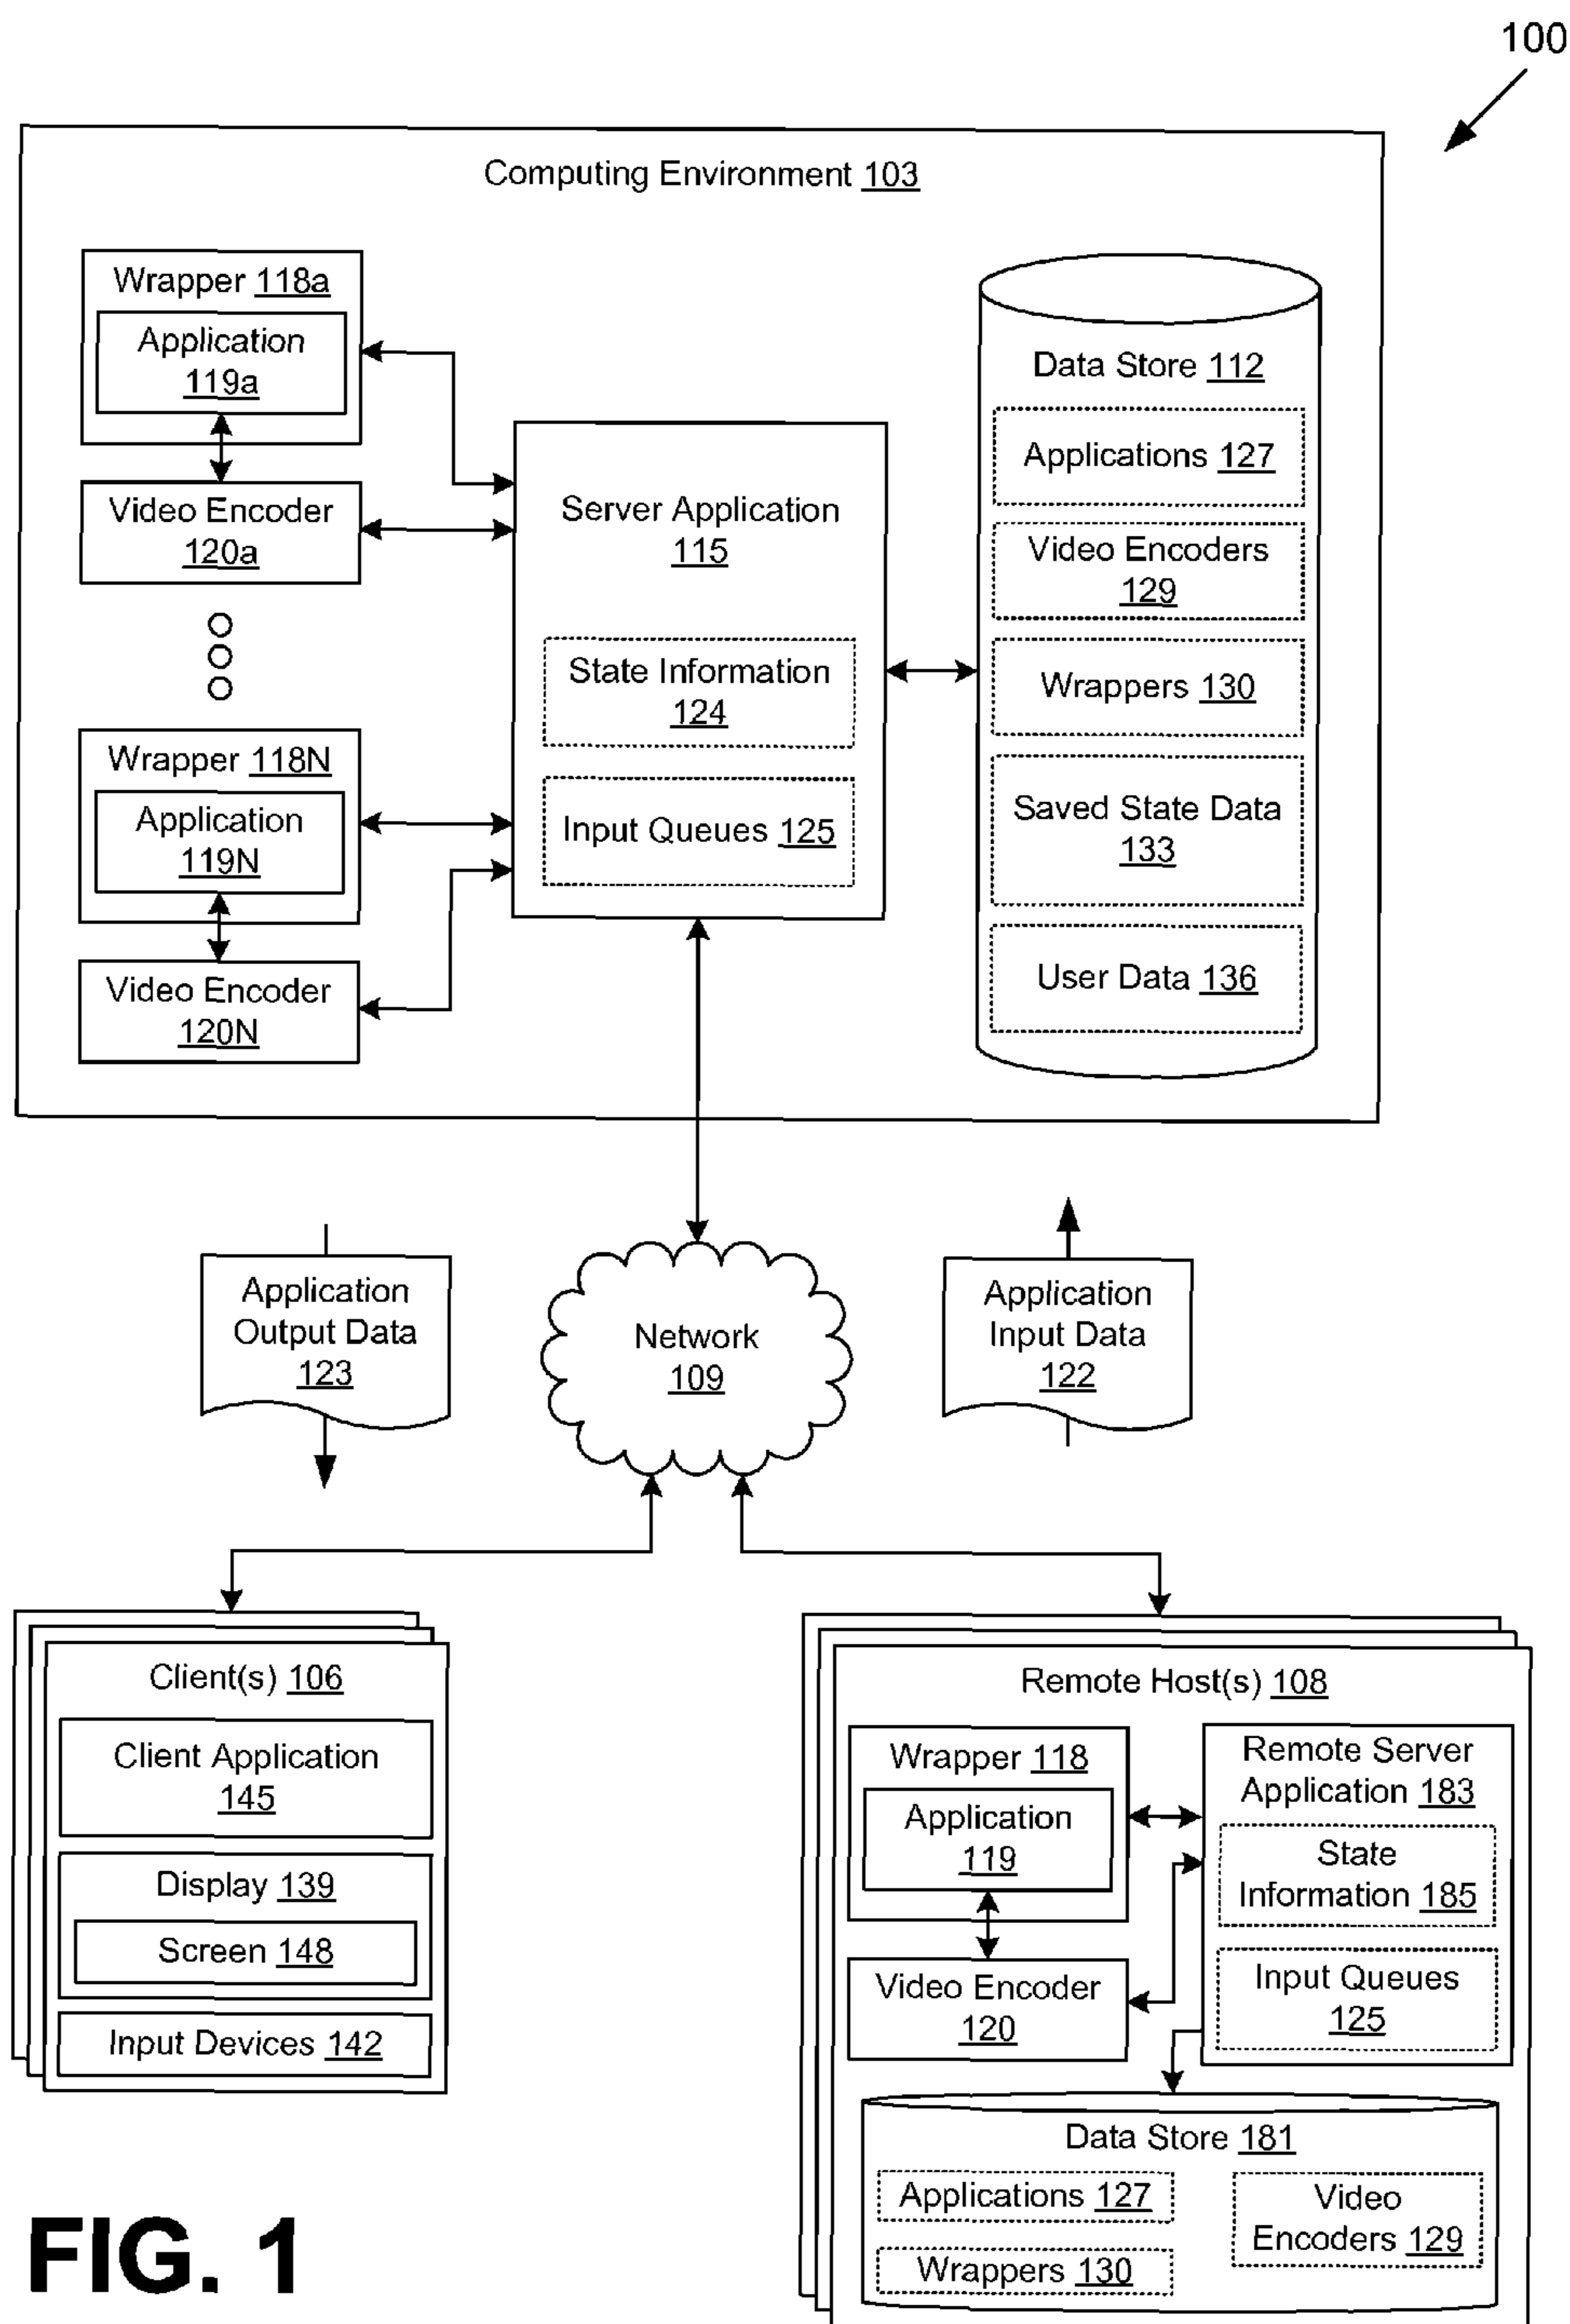 100
Computing Environment 103
Wrapper 118a
Application
119a
Video Encoder
120a
Wrapper 118N
Application
119N
Video Encoder
120N
Server Application
115
State Information
124
Input Queues 125
Data Store 112
Applications 127
Video Encoders
129
Wrappers 130
Saved State Data
133
User Data 136
Application
Output Data
123
Network
109
Application
Input Data
122
Client(s) 106
Client Application
145
Display 139
Screen 148
Input Devices 142
Remote Host(s) 108
Wrapper 118
Application
119
Video Encoder
120
Remote Server
Application 183
State
Information 185
Input Queues
125
Data Store 181
Applications 127
Wrappers 130
Video
Encoders 129
FIG. 1